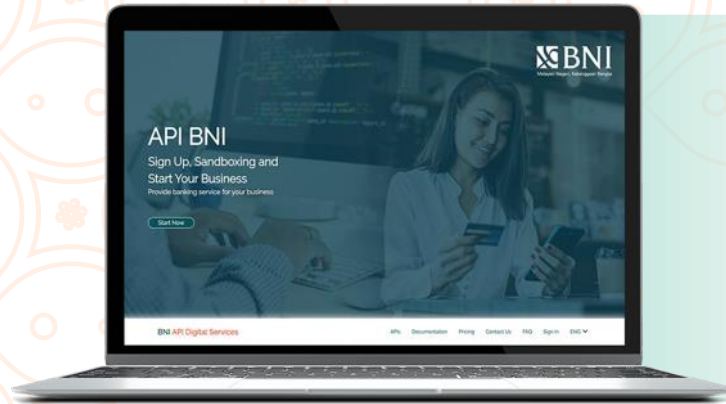 BNI
Melayani Negeri, Kebanggaan Bangsa
API BNI
Sign Up, Sandboxing and
Start Your Business
Provide banking service for your business
Start Now
BNI API Digital Services
APIs Documentation Pricing Contact Us FAQ Sign In ENG